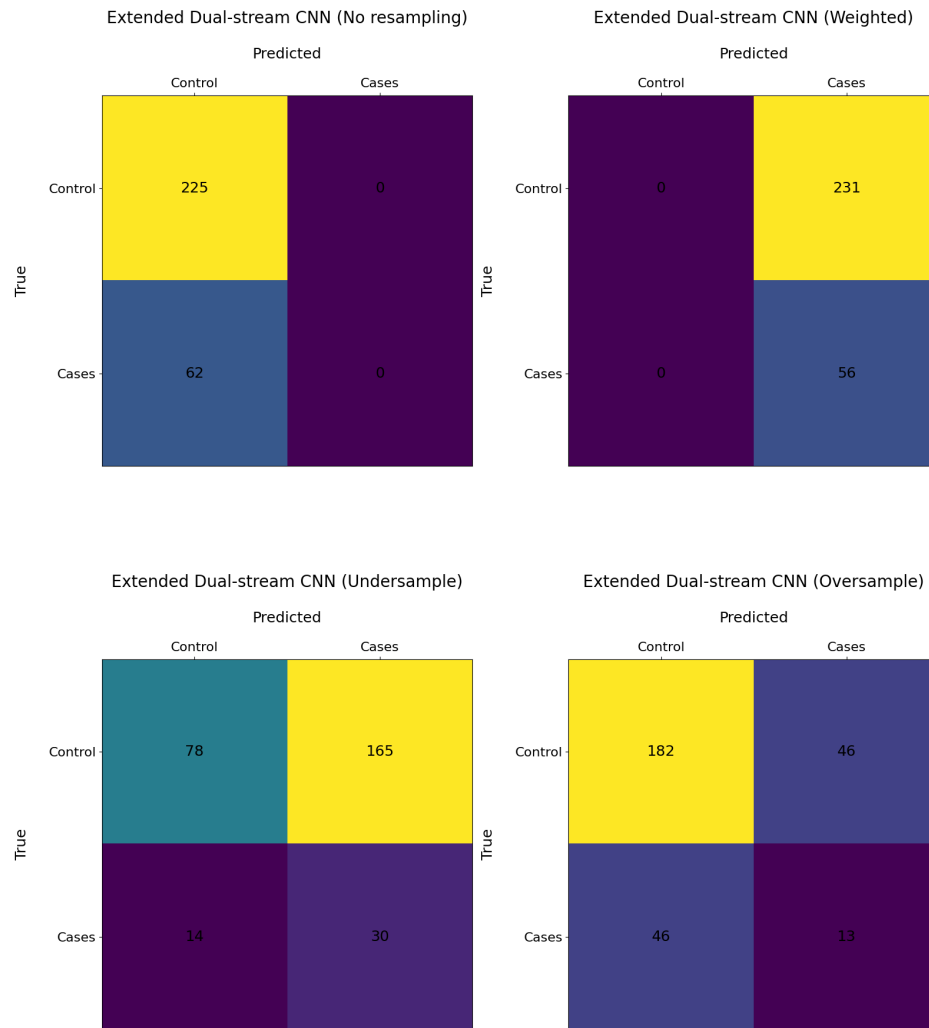 Extended Dual-stream CNN (No resampling)
Predicted
Control Cases
Control 225 0
True
Cases 62 0
Extended Dual-stream CNN (Weighted)
Predicted
Control Cases
Control 0 231
True
Cases 0 56
Extended Dual-stream CNN (Undersample)
Predicted
Control Cases
Control 78 165
True
Cases 14 30
Extended Dual-stream CNN (Oversample)
Predicted
Control Cases
Control 182 46
True
Cases 46 13